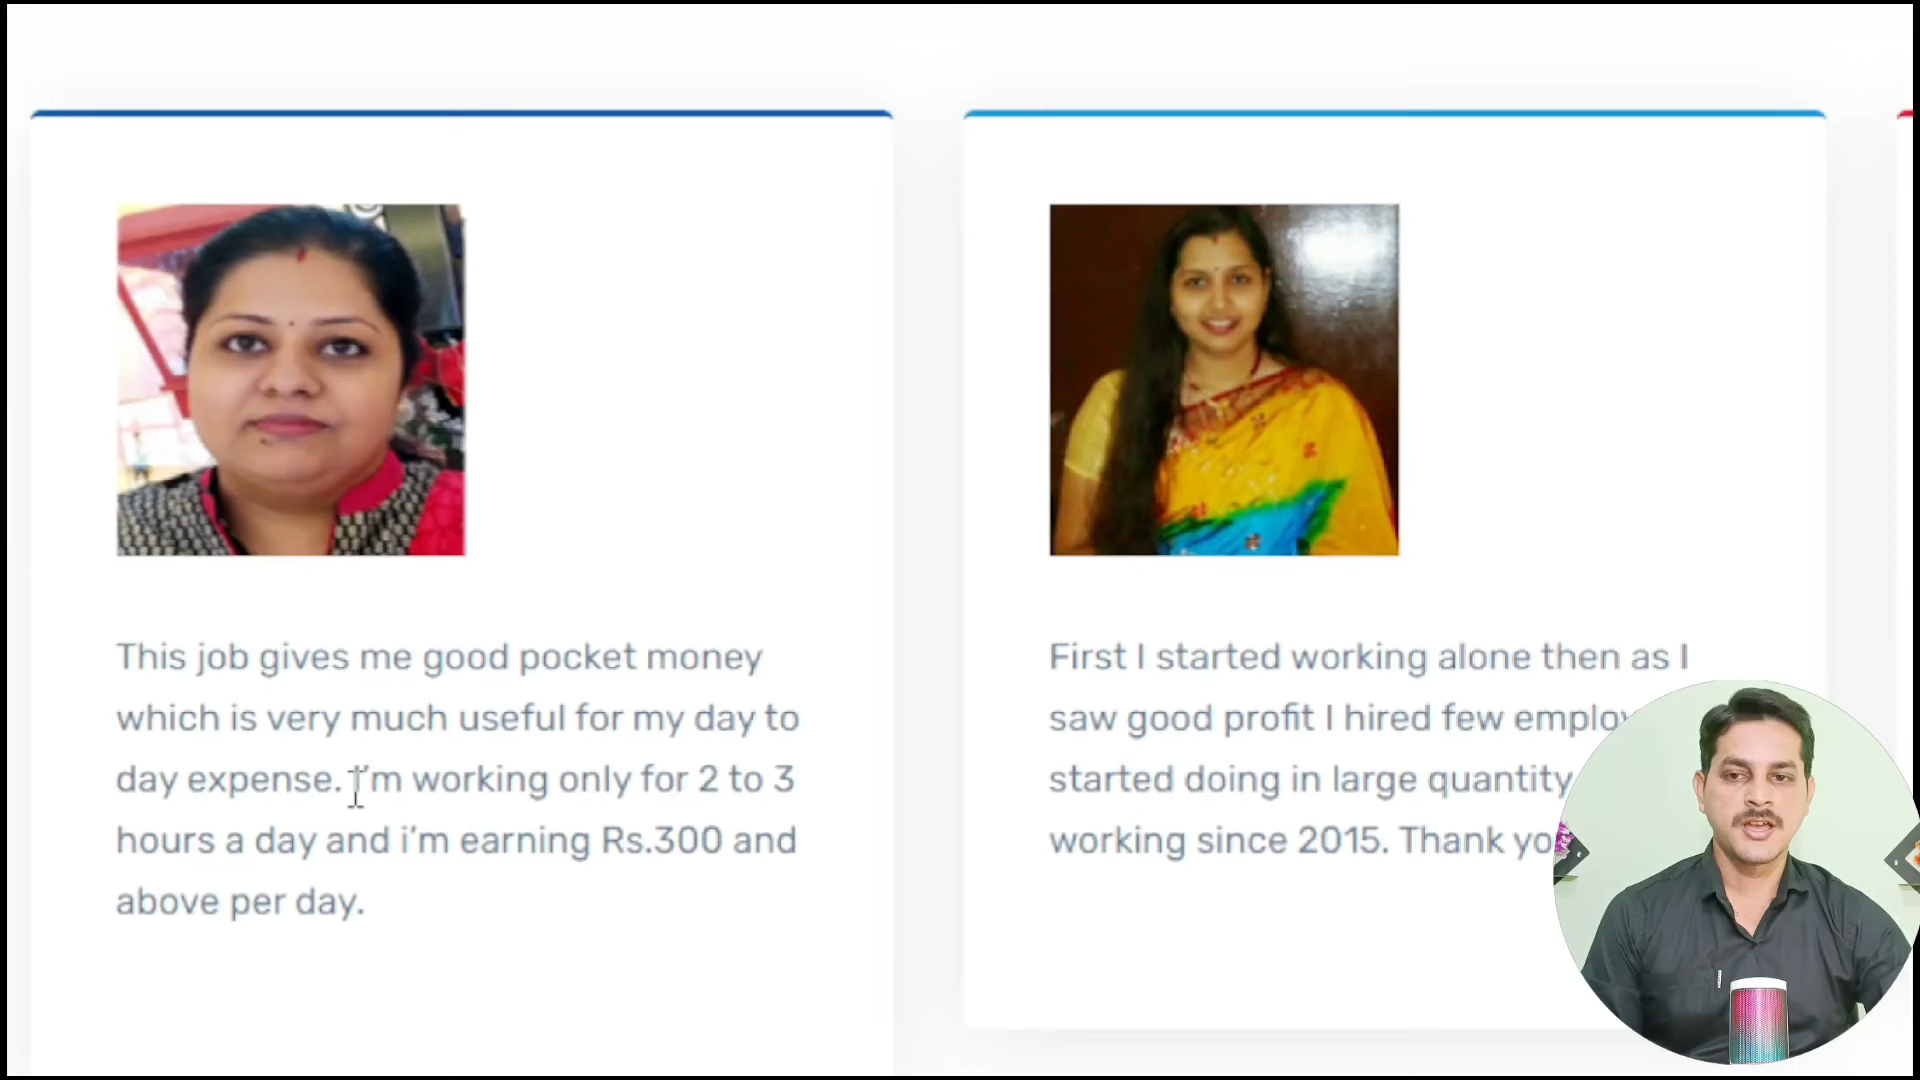 This job gives me good pocket money
which is very much useful for my day to
day expense. I'm working only for 2 to 3
hours a day and i'm earning Rs.300 and
above per day.
First I started working alone then as I
saw good profit I hired few
started doing in large quantity
working since 2015. Thank